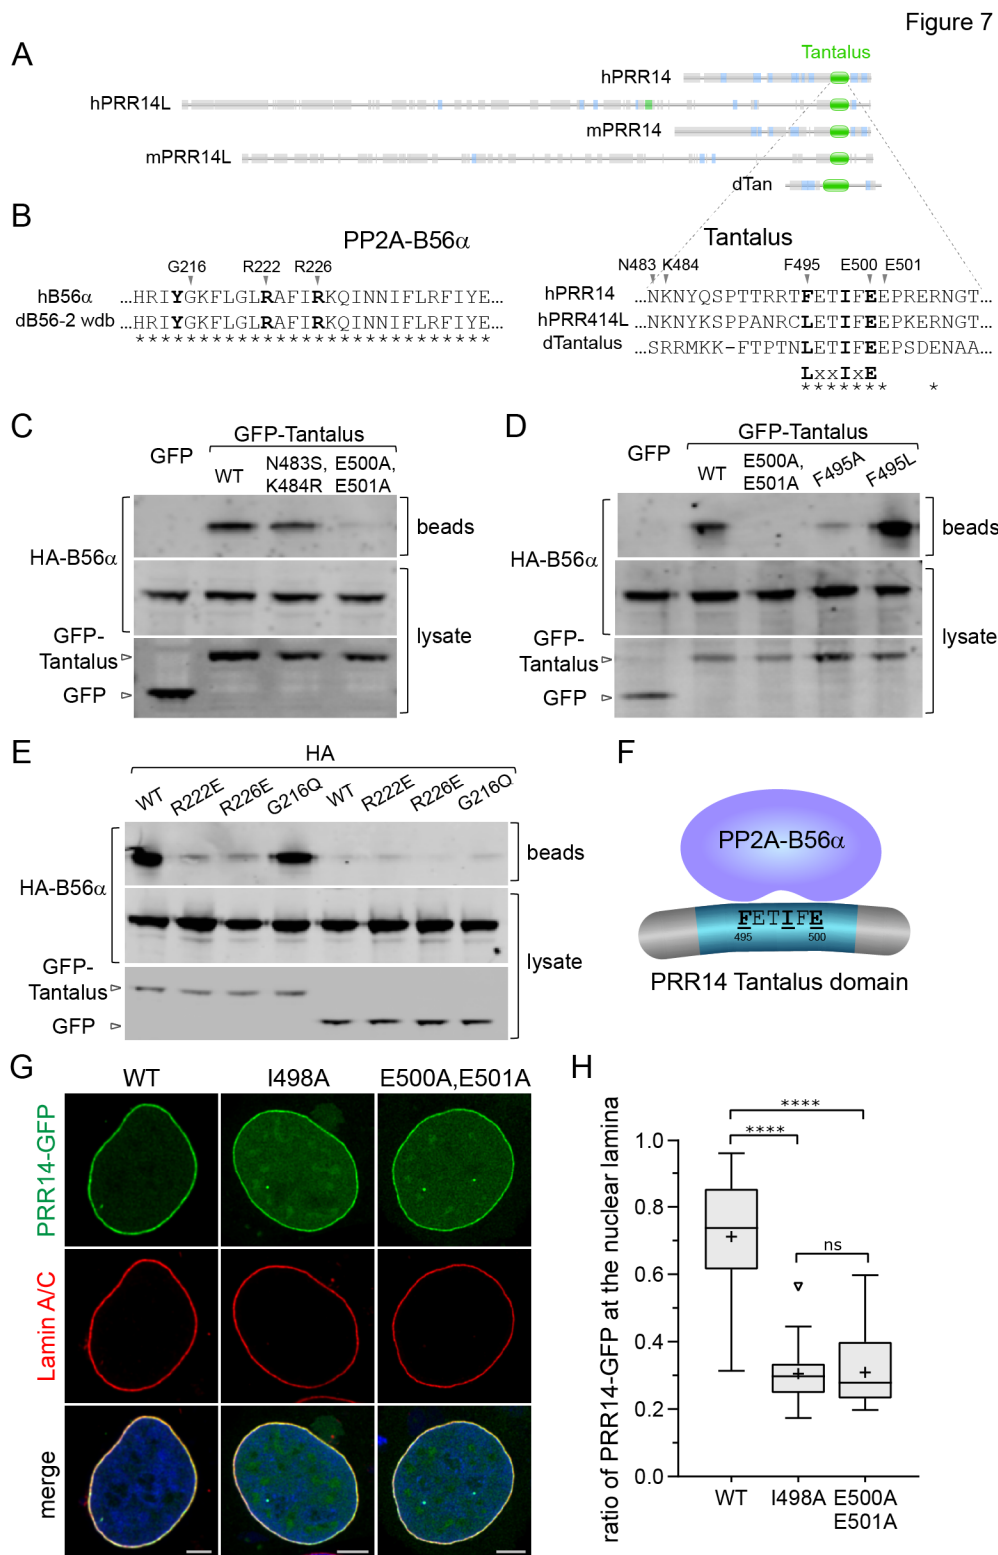 Figure 7
A
Tantalus
hPRR14
hPRR14L
mPRR14
mPRR14L
dTan
B
PP2A-B56α
G216 R222 R226
hB56α ...HRIYGKFLGLRAFIRKQINNIFLRFIYE...
dB56-2 wdb ...HRIYGKFLGLRAFIRKQINNIFLRFIYE...
****************************
Tantalus
N483 K484 F495 E500 E501
hPRR14 ...NKNYQSPTTRRTFETIFEEPRERNGT...
hPRR414L ...NKNYKSPPANRCLETIFEEPKERNGT...
dTantalus ...SRRMKK-FTPTNLETIFEEPSDENAA...
LxxIxE
******* *
C
GFP-Tantalus
GFP
WT
N483S, K484R
E500A, E501A
HA-B56α
beads
lysate
GFP-Tantalus
GFP
D
GFP-Tantalus
GFP
WT
E500A, E501A
F495A
F495L
HA-B56α
beads
lysate
GFP-Tantalus
GFP
E
HA
WT R222E R226E G216Q WT R222E R226E G216Q
HA-B56α
beads
lysate
GFP-Tantalus
GFP
F
PP2A-B56α
FETIFE
495 500
PRR14 Tantalus domain
G
WT I498A E500A,E501A
PRR14-GFP
Lamin A/C
merge
H
ratio of PRR14-GFP at the nuclear lamina
****
****
ns
1.0
0.8
0.6
0.4
0.2
0.0
WT I498A E500A E501A